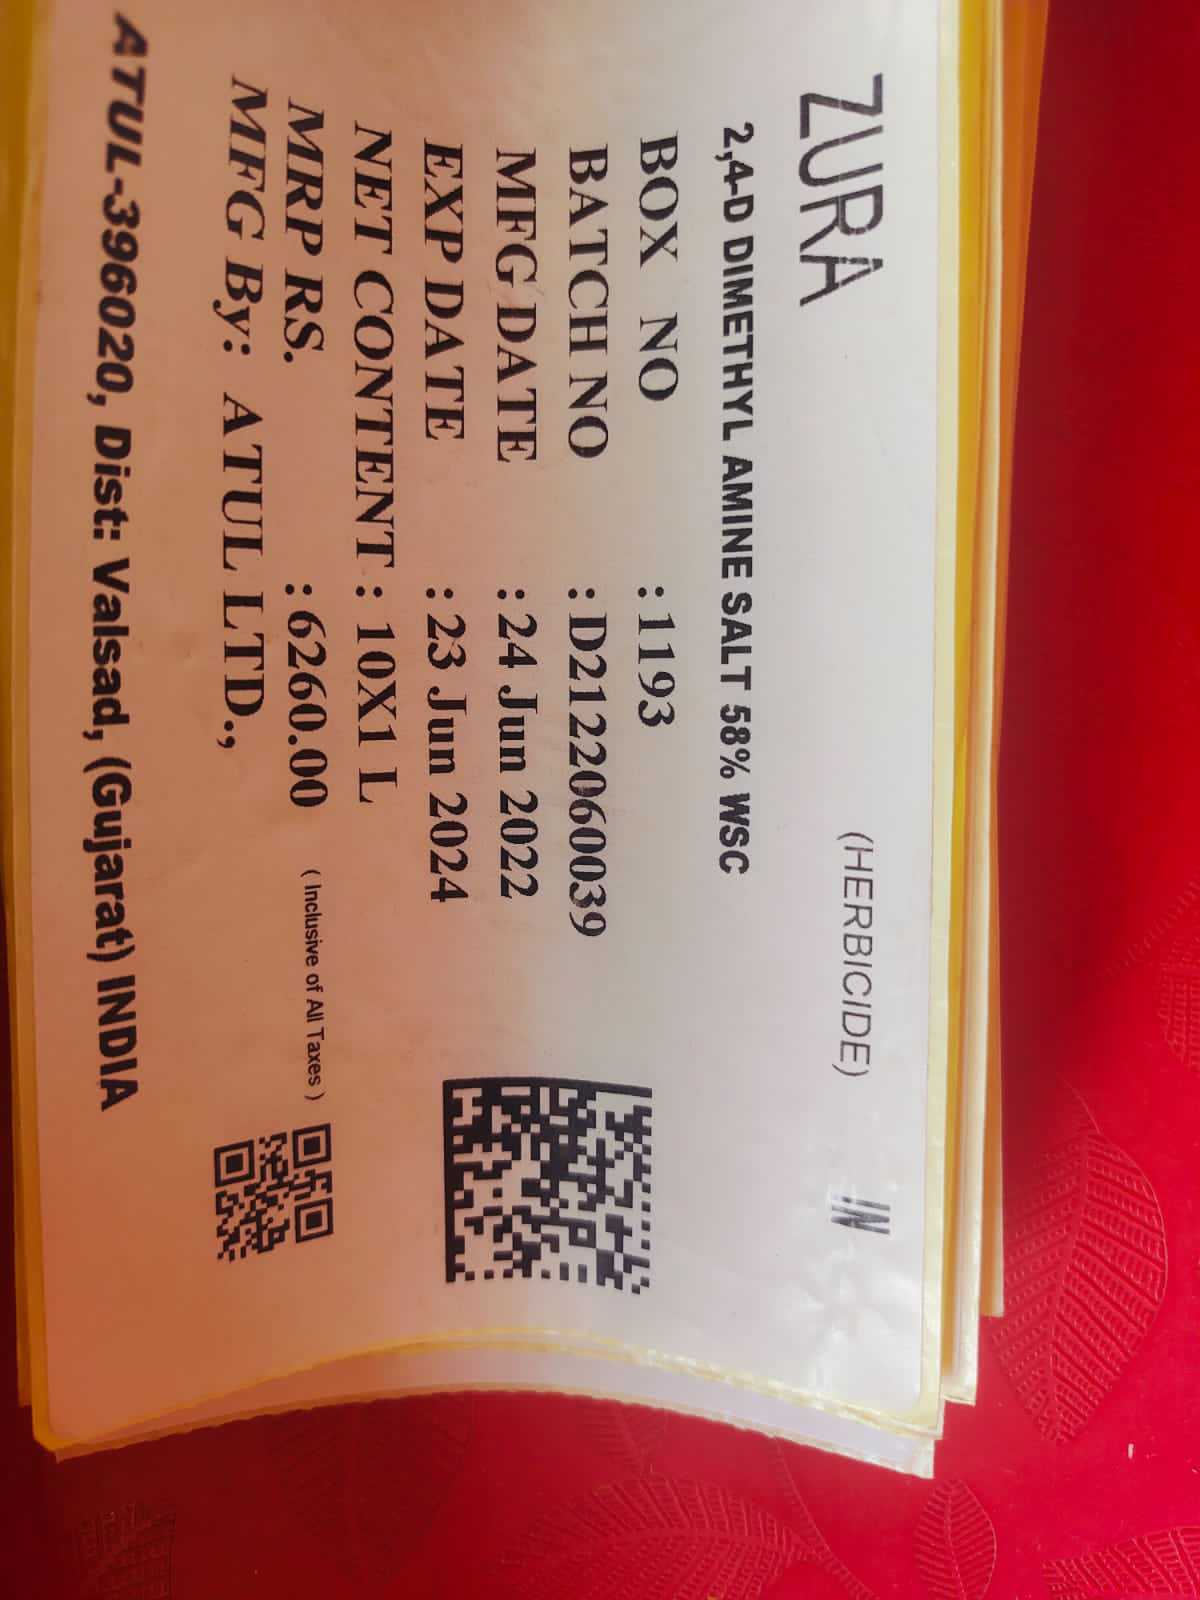 ZURA (HERBICIDE) IN
2,4-D DIMETHYL AMINE SALT 58% WSC
BOX NO : 1193
BATCH NO : D2122060039
MFG DATE : 24 Jun 2022
EXP DATE : 23 Jun 2024
NET CONTENT : 10X1 L
MRP RS. : 6260.00 ( Inclusive of All Taxes )
MFG By: ATUL LTD.,
ATUL-396020, Dist: Valsad, (Gujarat) INDIA